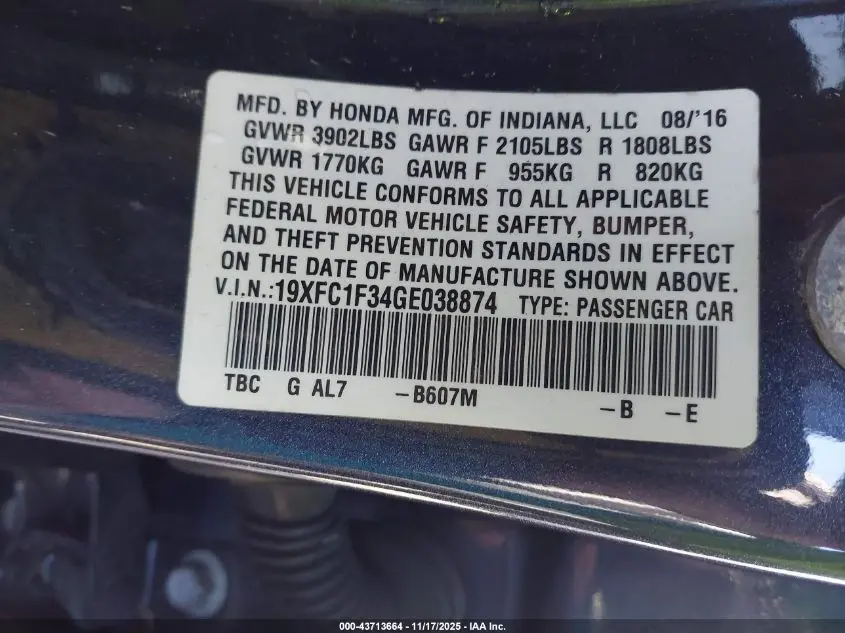 MFD. BY HONDA MFG. OF INDIANA, LLC 08/'16
GVWR 3902LBS GAWR F 2105LBS R 1808LBS
GVWR 1770KG GAWR F 955KG R 820KG
THIS VEHICLE CONFORMS TO ALL APPLICABLE
FEDERAL MOTOR VEHICLE SAFETY, BUMPER,
AND THEFT PREVENTION STANDARDS IN EFFECT
ON THE DATE OF MANUFACTURE SHOWN ABOVE.
V.I.N.:19XFC1F34GE038874 TYPE: PASSENGER CAR
TBC G AL7 -B607M -B -E
000-43713664 - 11/17/2025 - IAA Inc.